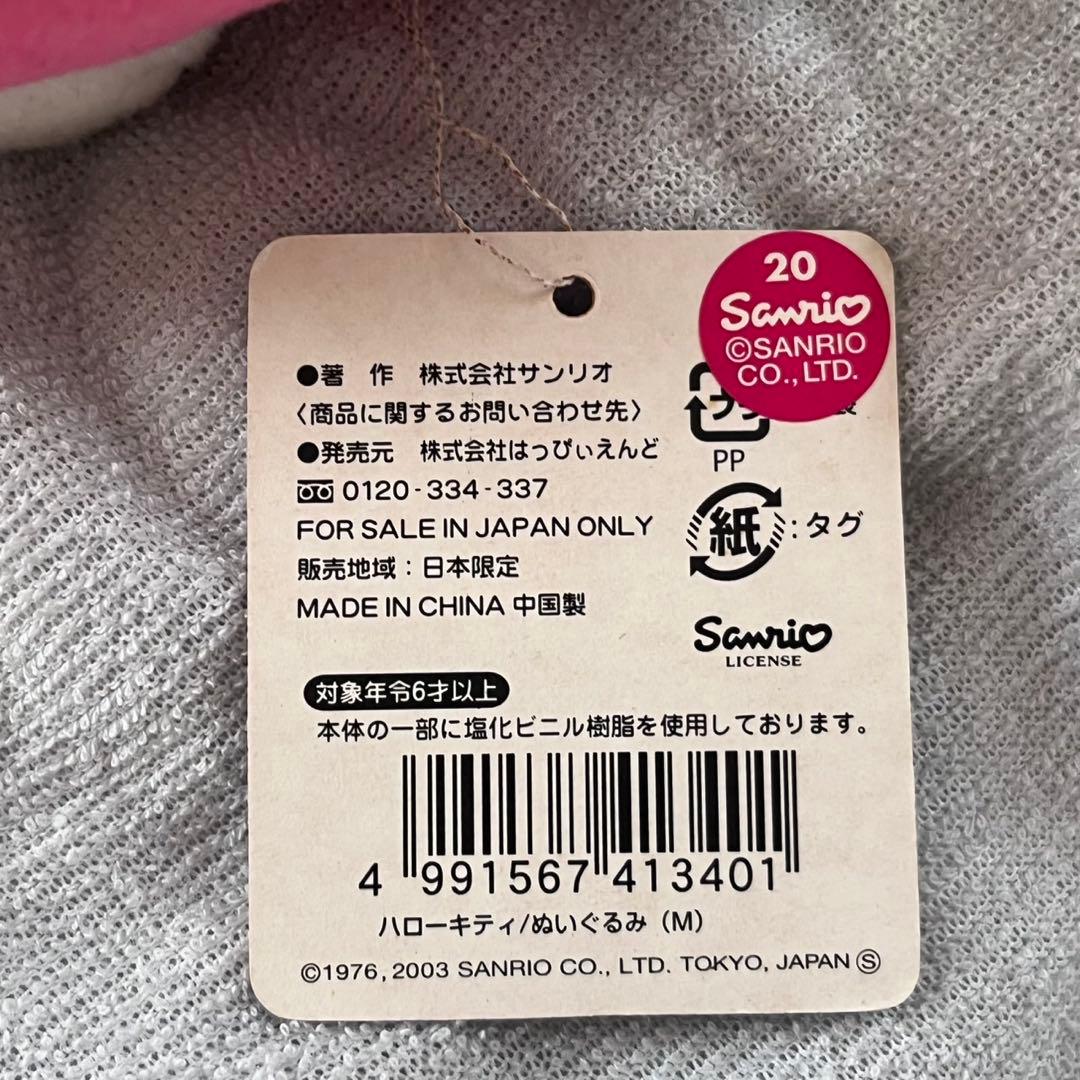 20
Sanrio
©SANRIO
CO., LTD.
●著 作 株式会社サンリオ
〈商品に関するお問い合わせ先〉
●発売元 株式会社はっぴぃえんど
0120-334-337
FOR SALE IN JAPAN ONLY
販売地域：日本限定
MADE IN CHINA 中国製
PP
紙：タグ
Sanrio
LICENSE
対象年令6才以上
本体の一部に塩化ビニル樹脂を使用しております。
4 991567 413401
ハローキティ/ぬいぐるみ（M）
©1976, 2003 SANRIO CO., LTD. TOKYO, JAPAN Ⓢ